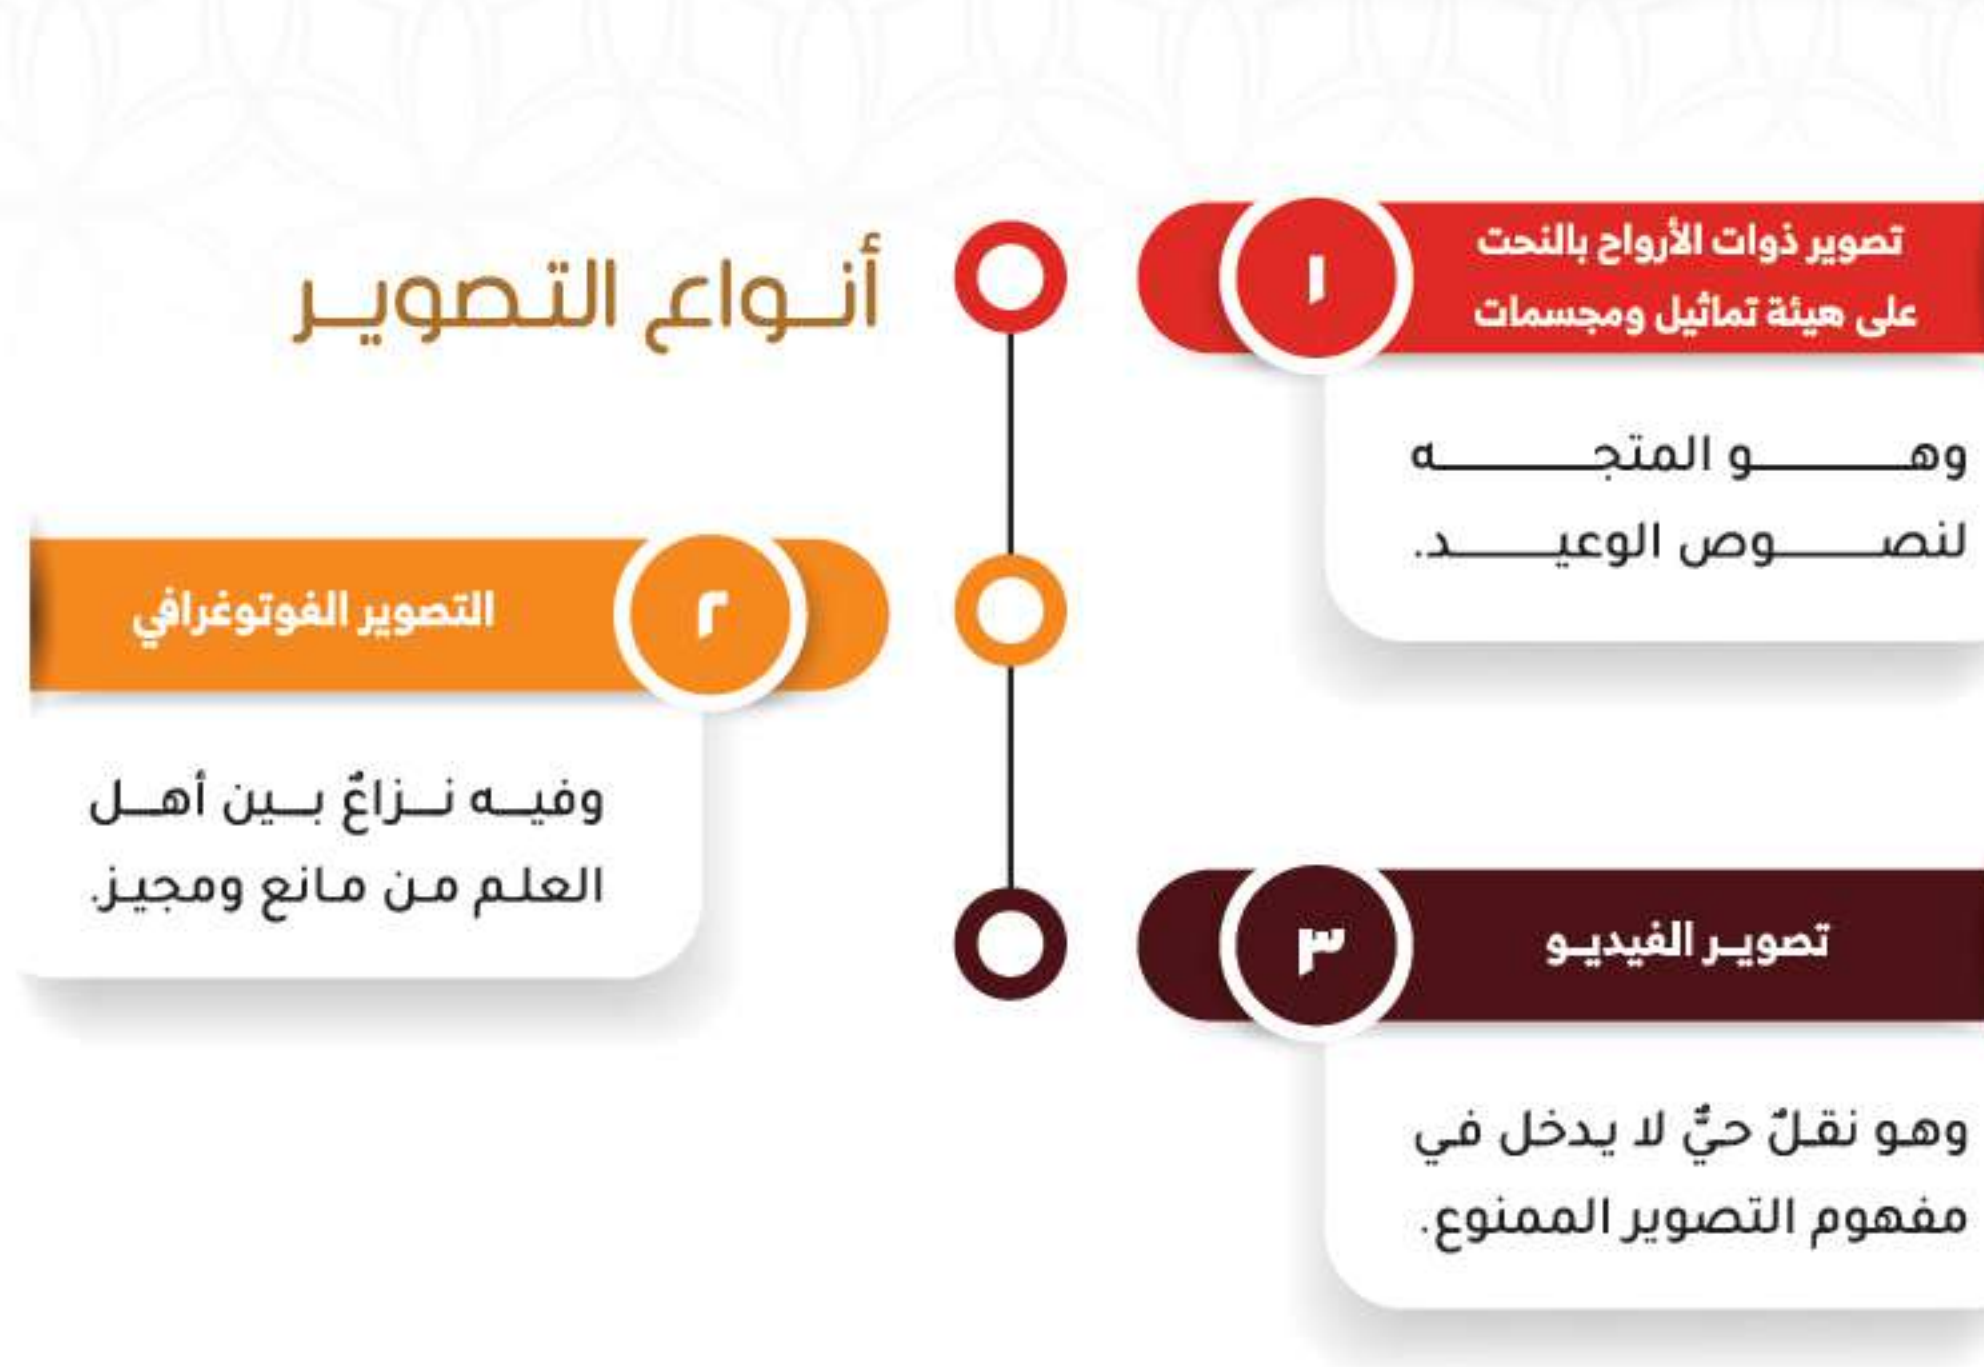 أنواع التصوير
١
تصوير ذوات الأرواح بالنحت
على هيئة تماثيل ومجسمات
وهو المتجه
لنصوص الوعيد.
٢
التصوير الفوتوغرافي
وفيه نزاعٌ بين أهل
العلم من مانع ومجيز.
٣
تصوير الفيديو
وهو نقلٌ حيٌّ لا يدخل في
مفهوم التصوير الممنوع.